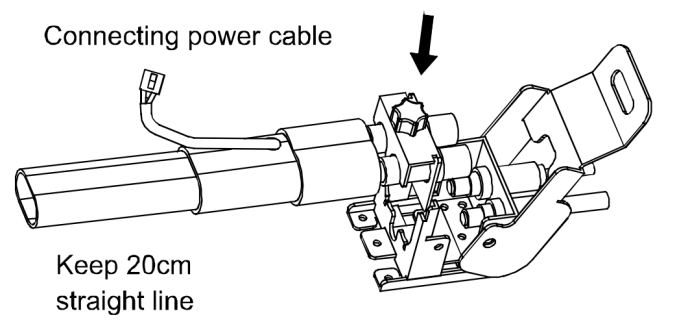 Connecting power cable
Keep 20cm
straight line